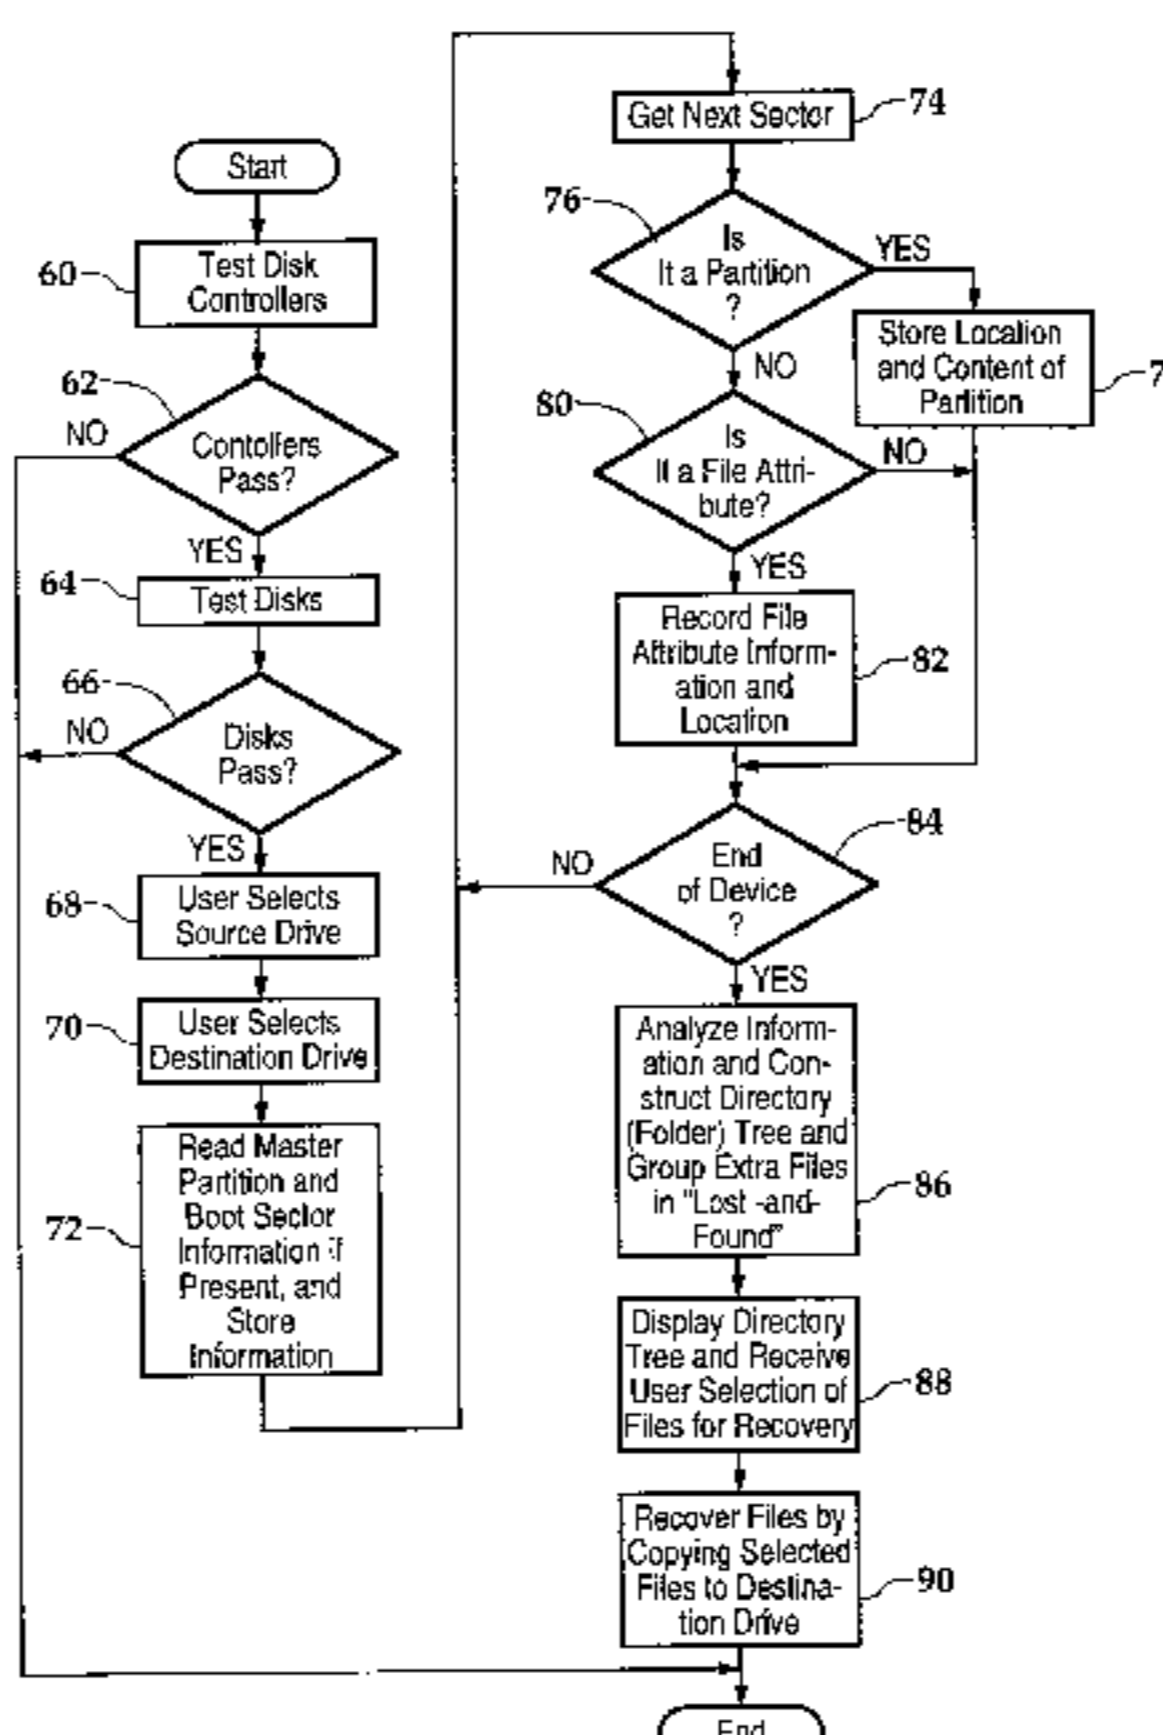 Start
60
Test Disk
Controllers
62
NO
Contolfers
Pass?
YES
64
Test Disks
66
NO
Disks
Pass?
YES
68
User Selects
Source Drive
70
User Selects
Destination Drive
72
Read Master
Partition and
Boot Sector
Information if
Present, and
Store
Information
Get Next Sector
74
76
Is
It a Partition
?
YES
Store Location
and Content of
Partition
7
NO
80
Is
It a File Attri-
bute?
NO
YES
Record File
Attribute Inform-
ation and
Location
82
84
End
of Device
?
NO
YES
Analyze Inform-
ation and Con-
struct Directory
(Folder) Tree and
Group Extra Files
in "Lost -and-
Found"
86
Display Directory
Tree and Receive
User Selection of
Files for Recovery
88
Recover Files by
Copying Selected
Files to Destina-
tion Drive
90
End